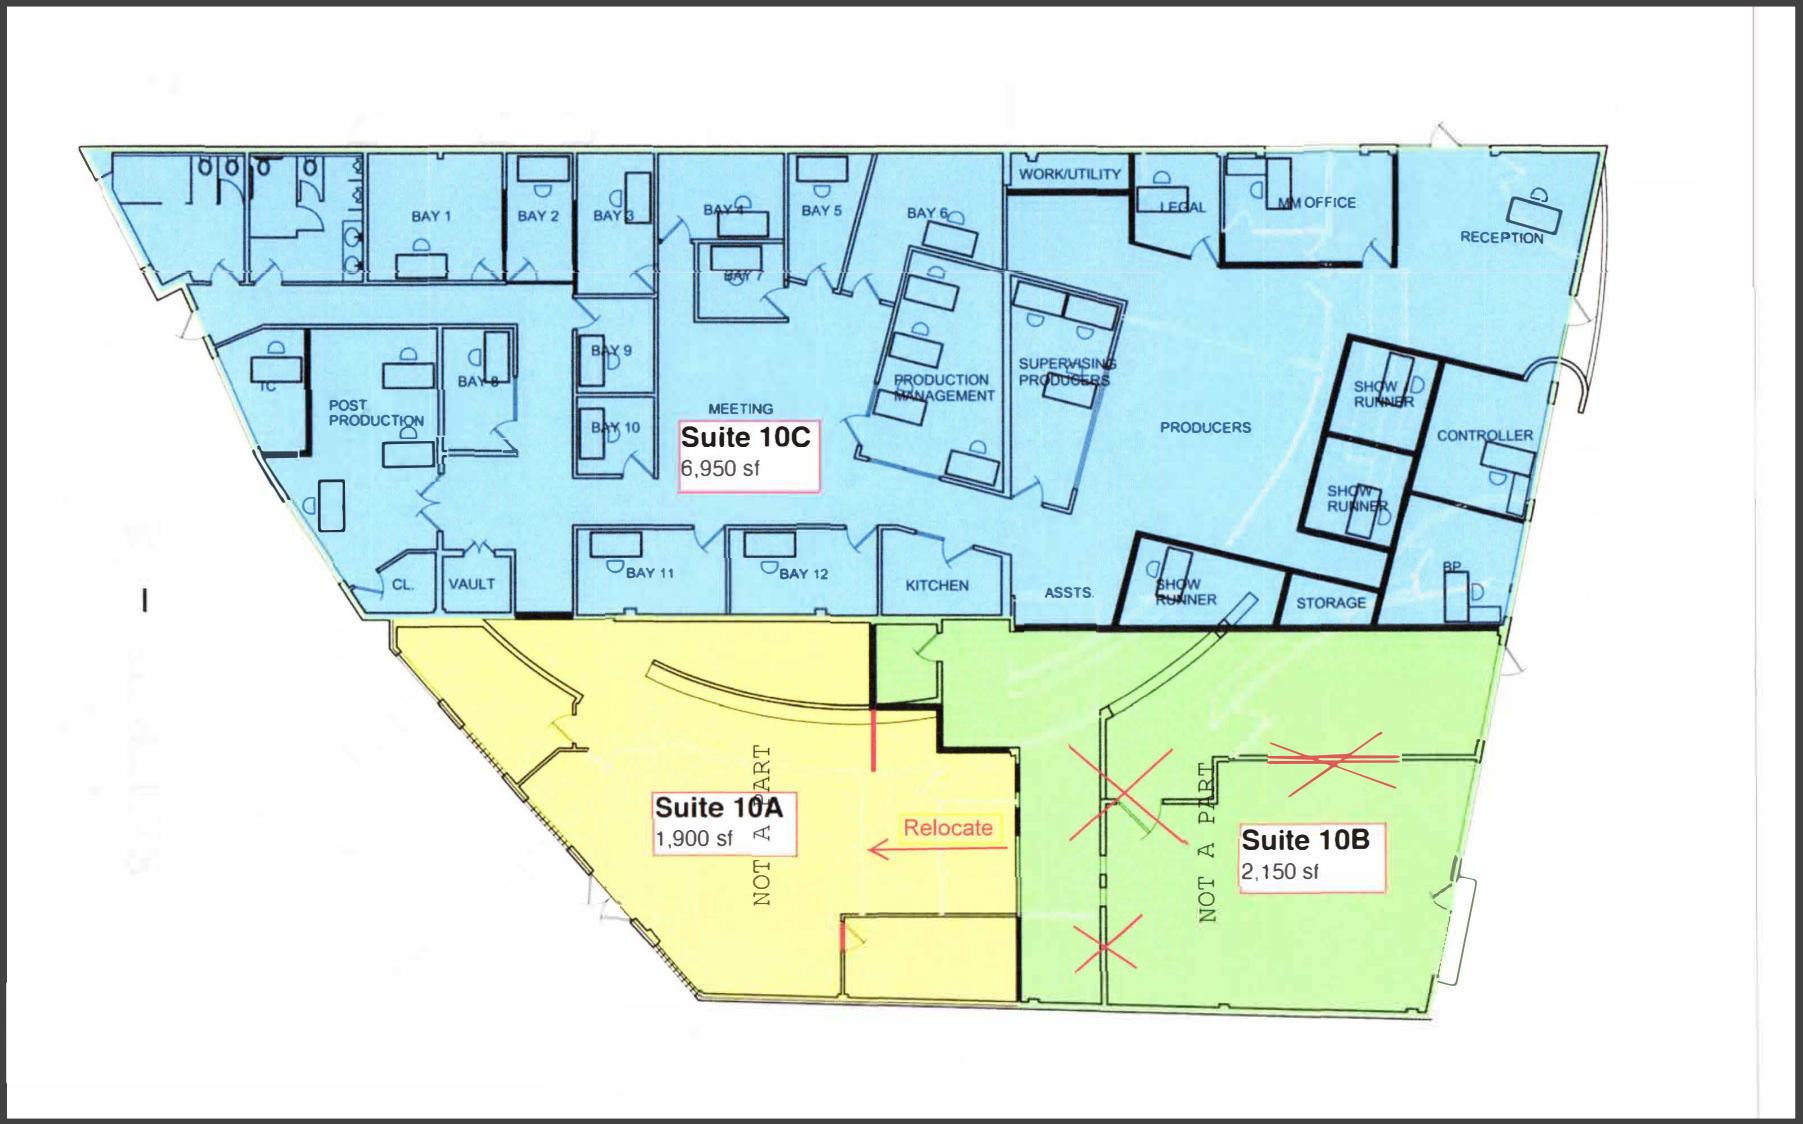 WORK/UTILITY
BAY 1
BAY 2
BAY 3
BAY 4
BAY 5
BAY 6
LEGAL
MM OFFICE
RECEPTION
BAY 7
BAY 9
TC
BAY 8
POST
PRODUCTION
BAY 10
MEETING
Suite 10C
6,950 sf
PRODUCTION
MANAGEMENT
SUPERVISING
PRODUCERS
PRODUCERS
SHOW
RUNNER
CONTROLLER
SHOW
RUNNER
CL.
VAULT
BAY 11
BAY 12
KITCHEN
ASSTS.
SHOW
RUNNER
STORAGE
BP
NOT A PART
Suite 10A
1,900 sf
Relocate
NOT A PART
Suite 10B
2,150 sf